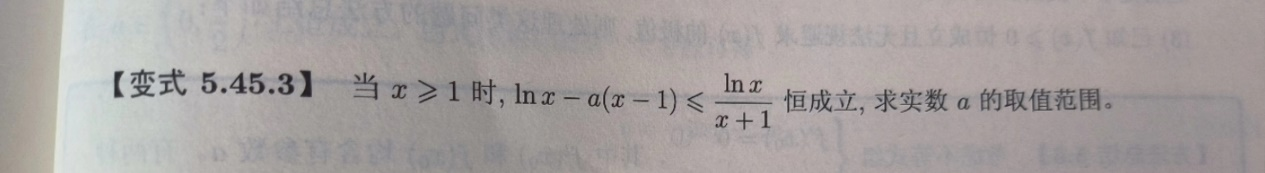 【变式 5.45.3】 当 x ⩾ 1 时, ln x − a(x − 1) ⩽ \frac{ln x}{x + 1} 恒成立, 求实数 a 的取值范围。